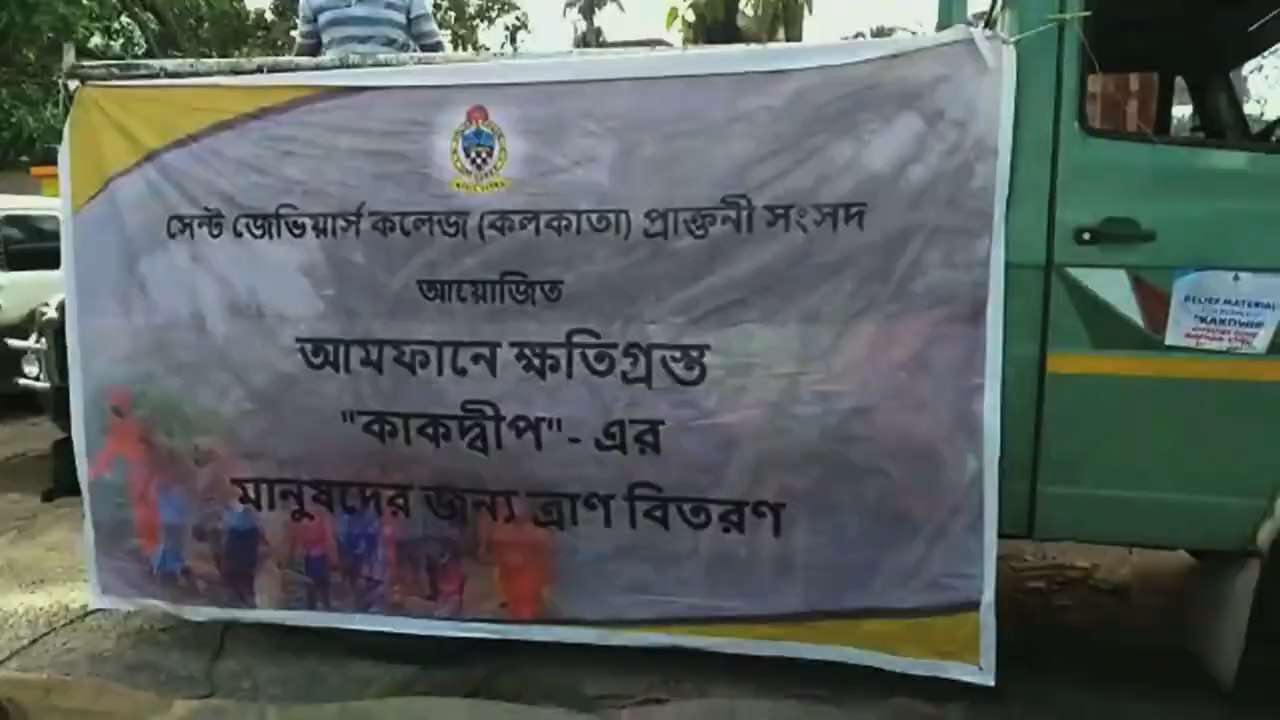 সেন্ট জেভিয়ার্স কলেজ (কলকাতা) প্রাক্তনী সংসদ
আয়োজিত
আমফানে ক্ষতিগ্রস্ত
"কাকদ্বীপ"- এর
মানুষদের জন্য ত্রাণ বিতরণ
RELIEF MATERIAL
"KAKDWIP"